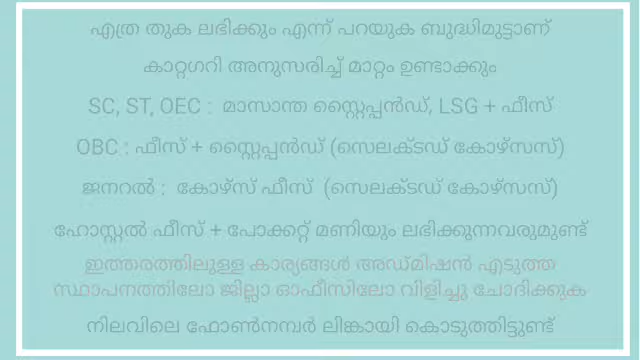 എത്ര തുക ലഭിക്കും എന്ന് പറയുക ബുദ്ധിമുട്ടാണ്
കാറ്റഗറി അനുസരിച്ച് മാറ്റം ഉണ്ടാക്കും
SC, ST, OEC : മാസാന്ത സ്റ്റൈപ്പൻഡ്, LSG + ഫീസ്
OBC : ഫീസ് + സ്റ്റൈപ്പൻഡ് (സെലക്ടഡ് കോഴ്സസ്)
ജനറൽ : കോഴ്സ് ഫീസ് (സെലക്ടഡ് കോഴ്സസ്)
ഹോസ്റ്റൽ ഫീസ് + പോക്കറ്റ് മണിയും ലഭിക്കുന്നവരുമുണ്ട്
ഇത്തരത്തിലുള്ള കാര്യങ്ങൾ അഡ്മിഷൻ എടുത്ത
സ്ഥാപനത്തിലോ ജില്ലാ ഓഫീസിലോ വിളിച്ചു ചോദിക്കുക
നിലവിലെ ഫോൺനമ്പർ ലിങ്കായി കൊടുത്തിട്ടുണ്ട്